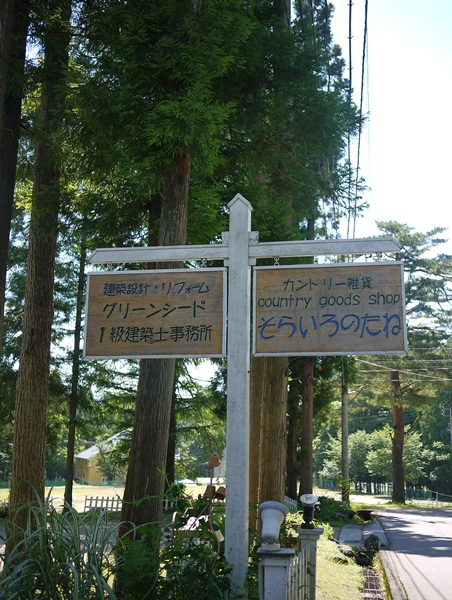 建築設計・リフォーム
グリーンシード
1級建築士事務所
カントリー雑貨
country goods shop
そらいろのたね